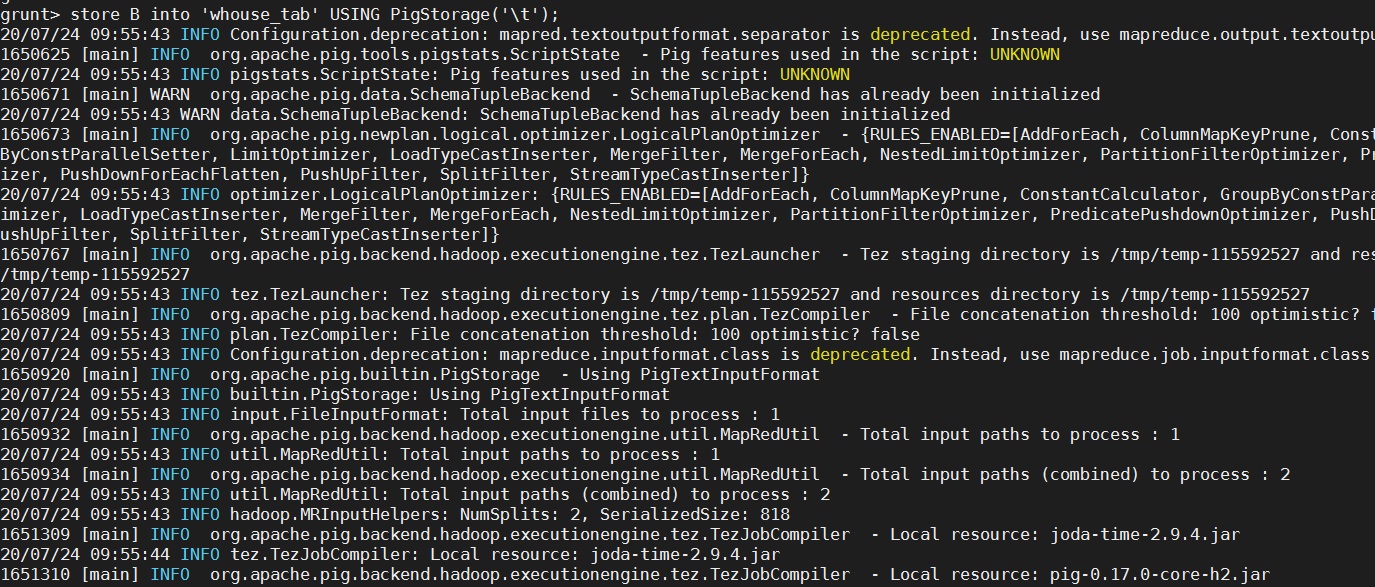 grunt> store B into 'whouse_tab' USING PigStorage('\t');
20/07/24 09:55:43 INFO Configuration.deprecation: mapred.textoutputformat.separator is deprecated. Instead, use mapreduce.output.textoutpu
1650625 [main] INFO  org.apache.pig.tools.pigstats.ScriptState  - Pig features used in the script: UNKNOWN
20/07/24 09:55:43 INFO pigstats.ScriptState: Pig features used in the script: UNKNOWN
1650671 [main] WARN  org.apache.pig.data.SchemaTupleBackend  - SchemaTupleBackend has already been initialized
20/07/24 09:55:43 WARN data.SchemaTupleBackend: SchemaTupleBackend has already been initialized
1650673 [main] INFO  org.apache.pig.newplan.logical.optimizer.LogicalPlanOptimizer  - {RULES_ENABLED=[AddForEach, ColumnMapKeyPrune, Const
ByConstParallelSetter, LimitOptimizer, LoadTypeCastInserter, MergeFilter, MergeForEach, NestedLimitOptimizer, PartitionFilterOptimizer, Pr
izer, PushDownForEachFlatten, PushUpFilter, SplitFilter, StreamTypeCastInserter]}
20/07/24 09:55:43 INFO optimizer.LogicalPlanOptimizer: {RULES_ENABLED=[AddForEach, ColumnMapKeyPrune, ConstantCalculator, GroupByConstPara
imizer, LoadTypeCastInserter, MergeFilter, MergeForEach, NestedLimitOptimizer, PartitionFilterOptimizer, PredicatePushdownOptimizer, PushD
ushUpFilter, SplitFilter, StreamTypeCastInserter]}
1650767 [main] INFO  org.apache.pig.backend.hadoop.executionengine.tez.TezLauncher  - Tez staging directory is /tmp/temp-115592527 and res
/tmp/temp-115592527
20/07/24 09:55:43 INFO tez.TezLauncher: Tez staging directory is /tmp/temp-115592527 and resources directory is /tmp/temp-115592527
1650809 [main] INFO  org.apache.pig.backend.hadoop.executionengine.tez.plan.TezCompiler  - File concatenation threshold: 100 optimistic? f
20/07/24 09:55:43 INFO plan.TezCompiler: File concatenation threshold: 100 optimistic? false
20/07/24 09:55:43 INFO Configuration.deprecation: mapreduce.inputformat.class is deprecated. Instead, use mapreduce.job.inputformat.class
1650920 [main] INFO  org.apache.pig.builtin.PigStorage  - Using PigTextInputFormat
20/07/24 09:55:43 INFO builtin.PigStorage: Using PigTextInputFormat
20/07/24 09:55:43 INFO input.FileInputFormat: Total input files to process : 1
1650932 [main] INFO  org.apache.pig.backend.hadoop.executionengine.util.MapRedUtil  - Total input paths to process : 1
20/07/24 09:55:43 INFO util.MapRedUtil: Total input paths to process : 1
1650934 [main] INFO  org.apache.pig.backend.hadoop.executionengine.util.MapRedUtil  - Total input paths (combined) to process : 2
20/07/24 09:55:43 INFO util.MapRedUtil: Total input paths (combined) to process : 2
20/07/24 09:55:43 INFO hadoop.MRInputHelpers: NumSplits: 2, SerializedSize: 818
1651309 [main] INFO  org.apache.pig.backend.hadoop.executionengine.tez.TezJobCompiler  - Local resource: joda-time-2.9.4.jar
20/07/24 09:55:44 INFO tez.TezJobCompiler: Local resource: joda-time-2.9.4.jar
1651310 [main] INFO  org.apache.pig.backend.hadoop.executionengine.tez.TezJobCompiler  - Local resource: pig-0.17.0-core-h2.jar